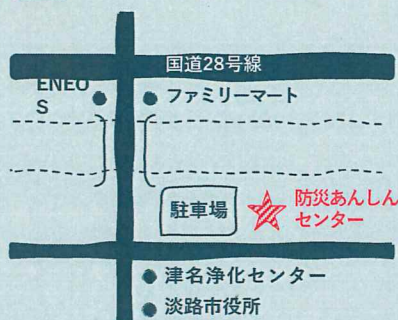 国道28号線
ENEO
S
ファミリーマート
駐車場
防災あんしん
センター
津名浄化センター
淡路市役所